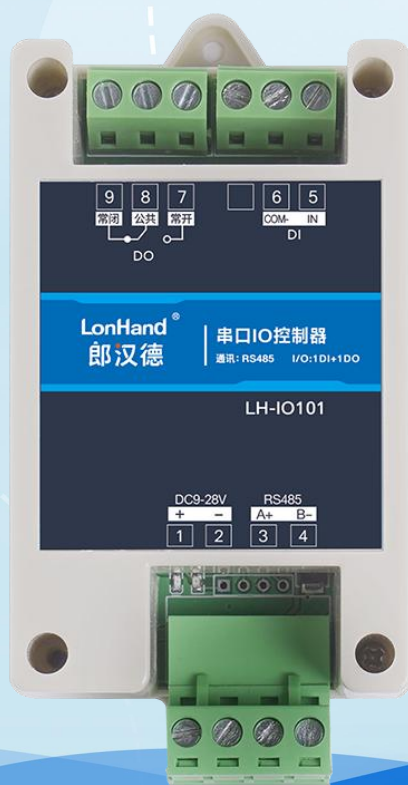 9 8 7 6 5
常闭 公共 常开 COM- IN
DO DI
LonHand®
郎汉德
串口IO控制器
通讯:RS485 I/O:1DI+1DO
LH-IO101
DC9-28V RS485
+ - A+ B-
1 2 3 4